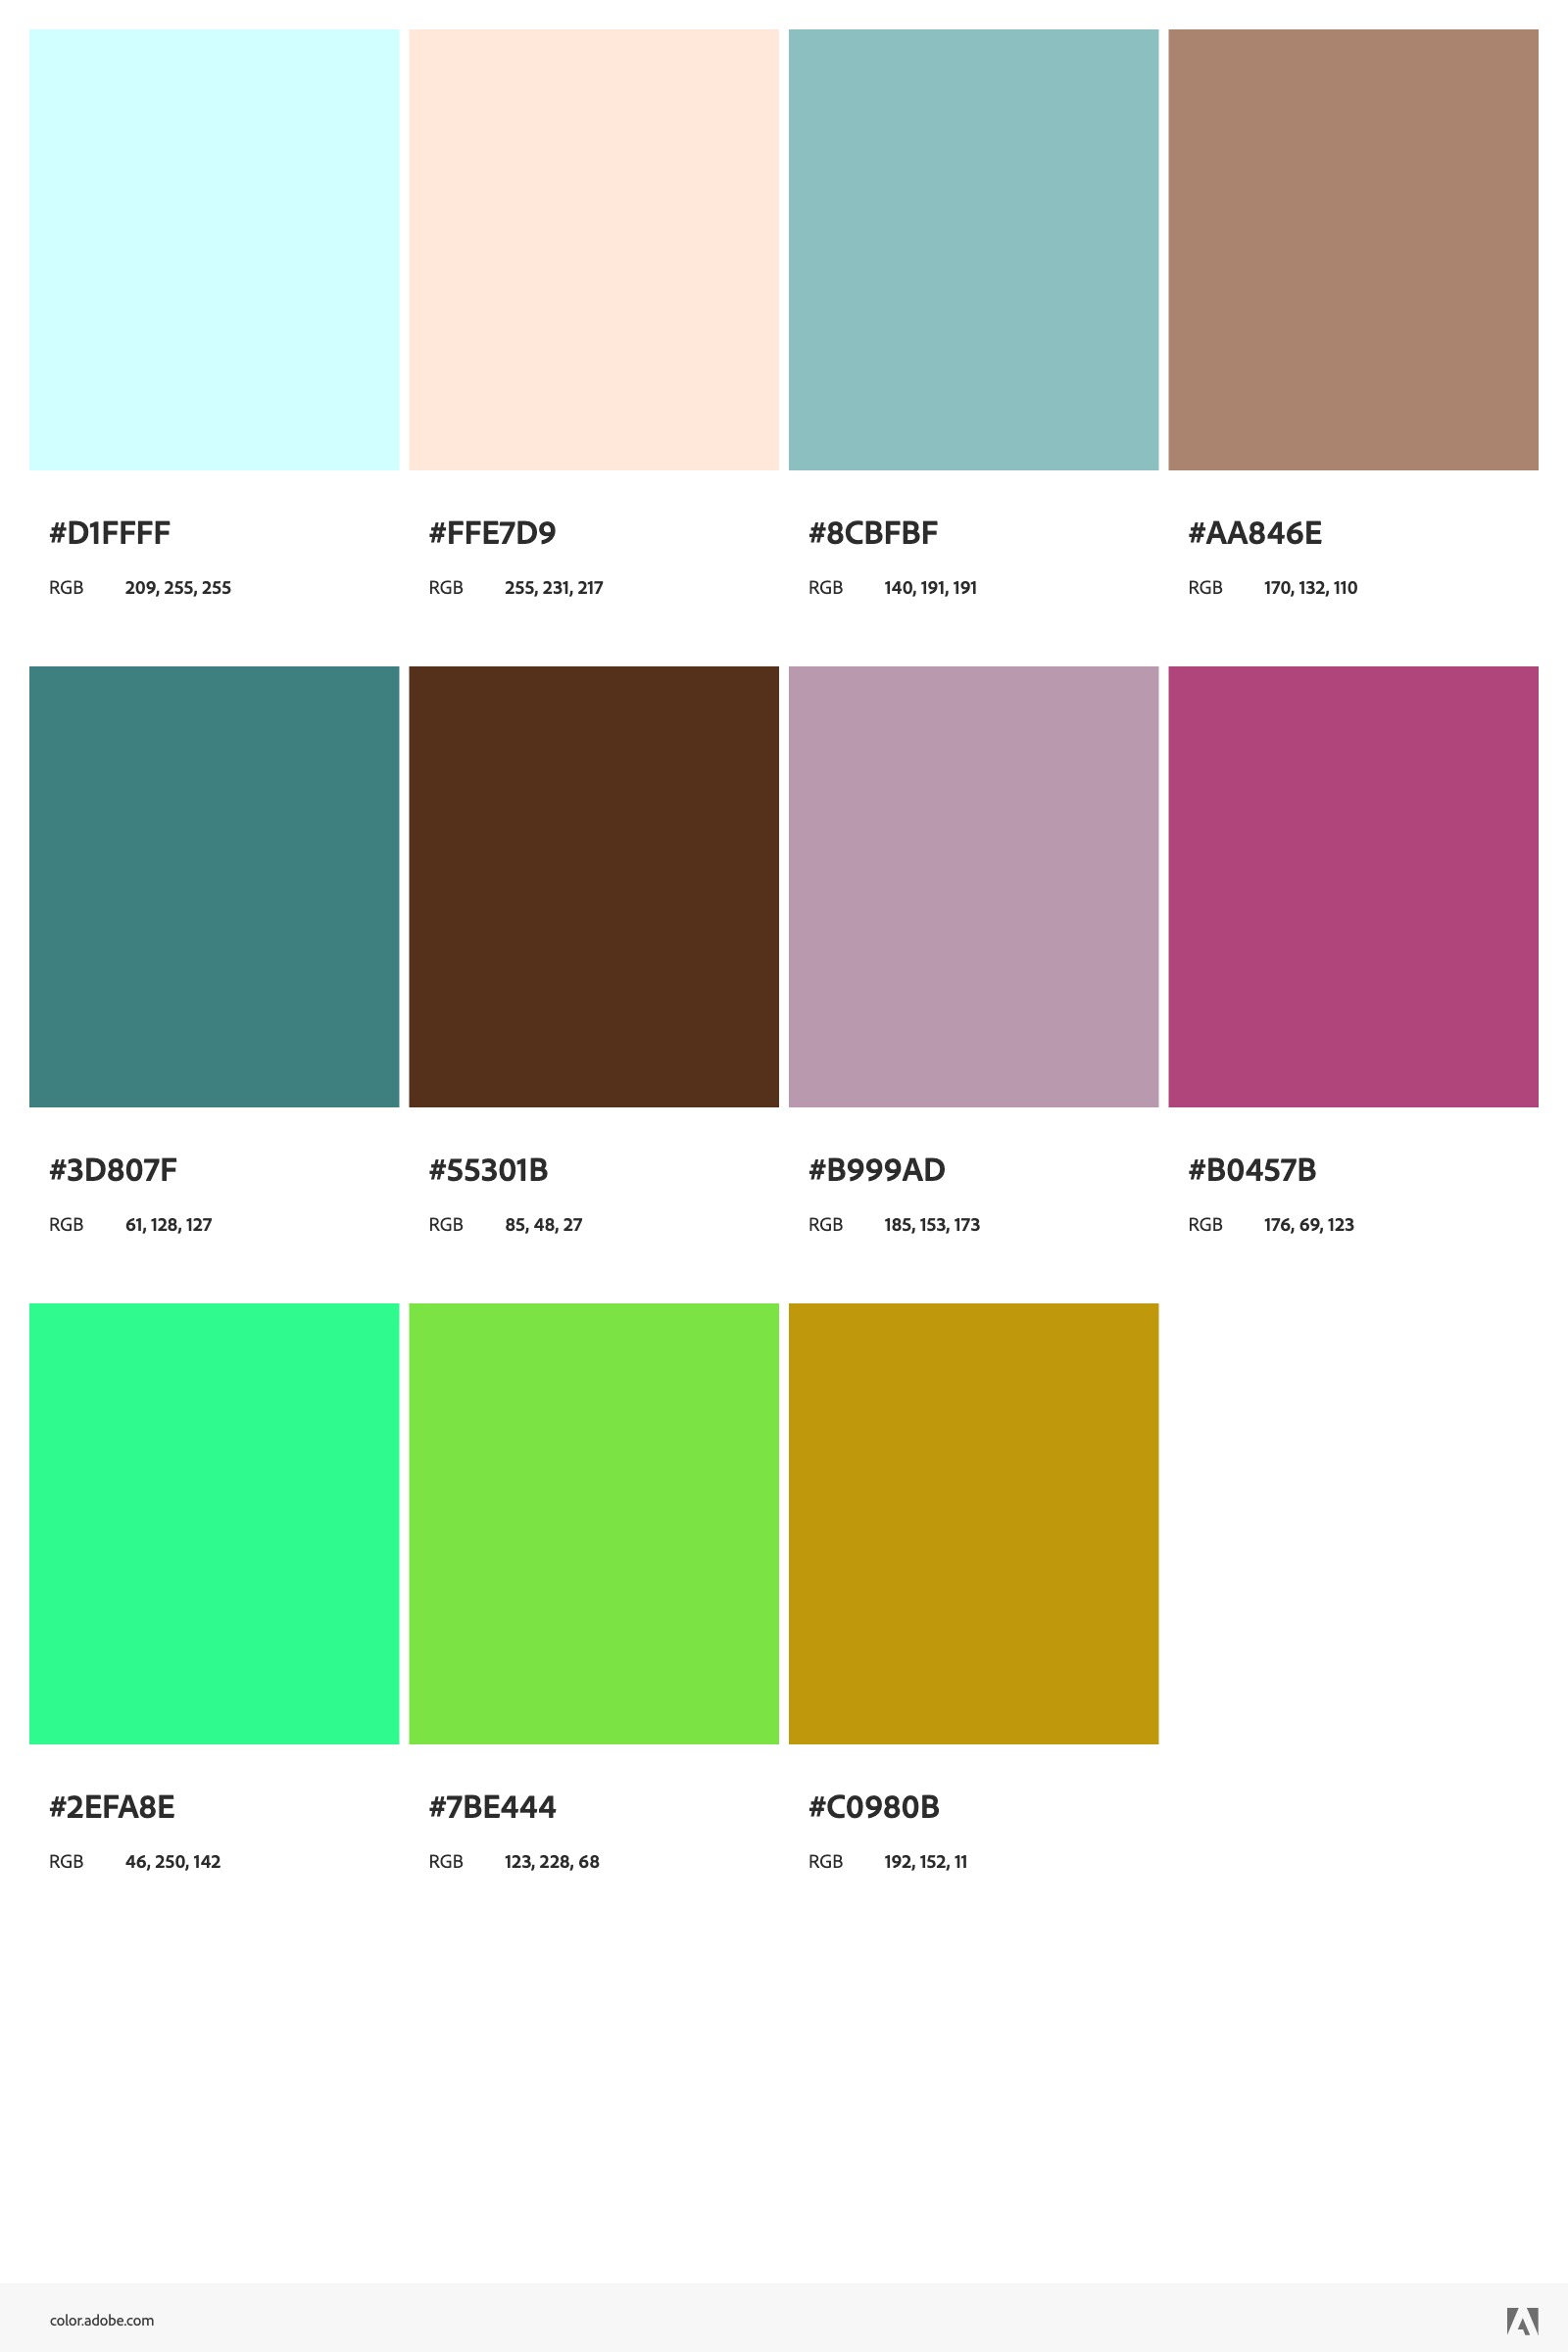 #D1FFFF #FFE7D9 #8CBFBF #AA846E
RGB 209, 255, 255 RGB 255, 231, 217 RGB 140, 191, 191 RGB 170, 132, 110
#3D807F #55301B #B999AD #B0457B
RGB 61, 128, 127 RGB 85, 48, 27 RGB 185, 153, 173 RGB 176, 69, 123
#2EFA8E #7BE444 #C0980B
RGB 46, 250, 142 RGB 123, 228, 68 RGB 192, 152, 11
color.adobe.com